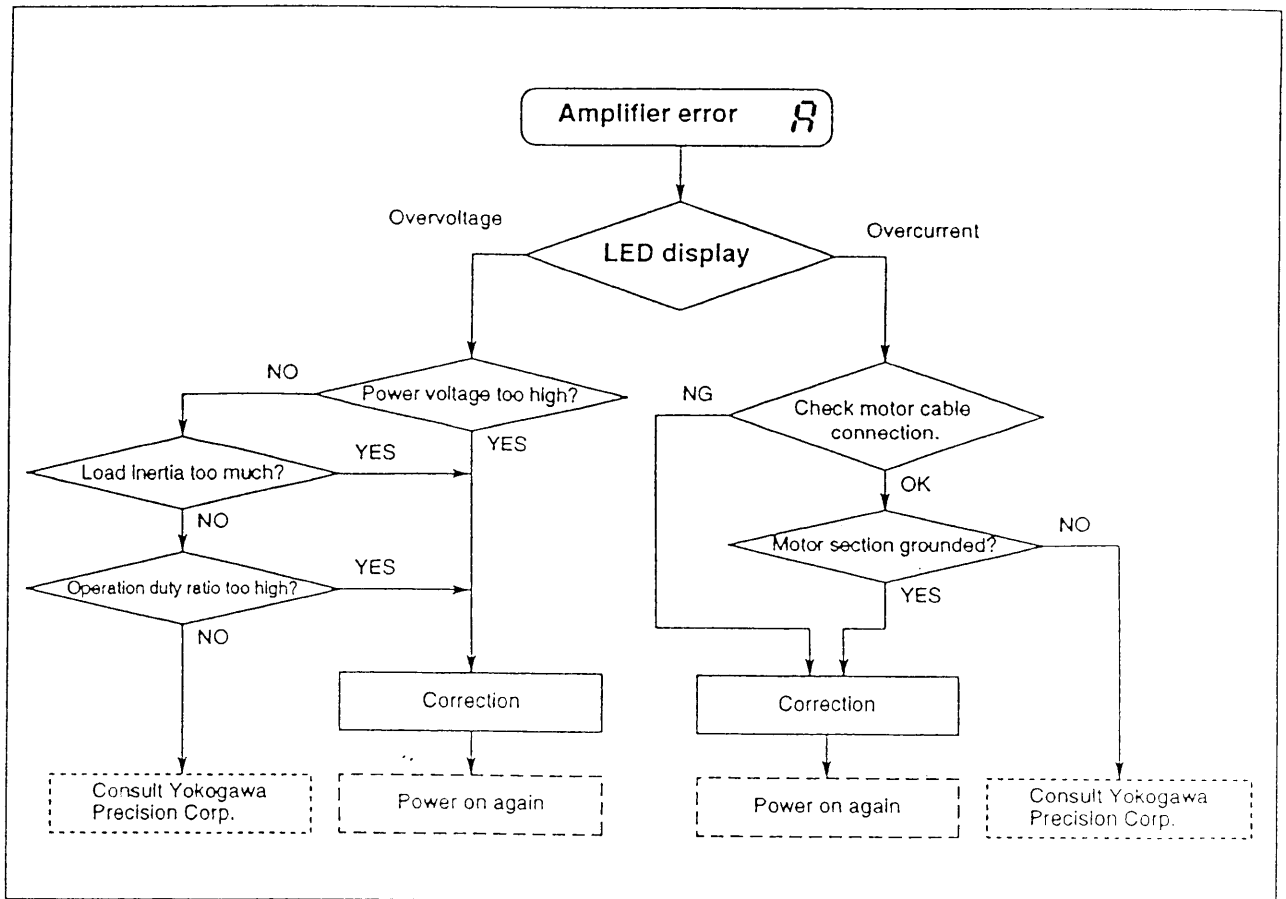 Amplifier error A
LED display
Overvoltage
Overcurrent
Power voltage too high?
NO
YES
Load inertia too much?
YES
NO
Operation duty ratio too high?
YES
NO
Correction
Power on again
Consult Yokogawa
Precision Corp.
Check motor cable
connection.
NG
OK
Motor section grounded?
NO
YES
Correction
Power on again
Consult Yokogawa
Precision Corp.